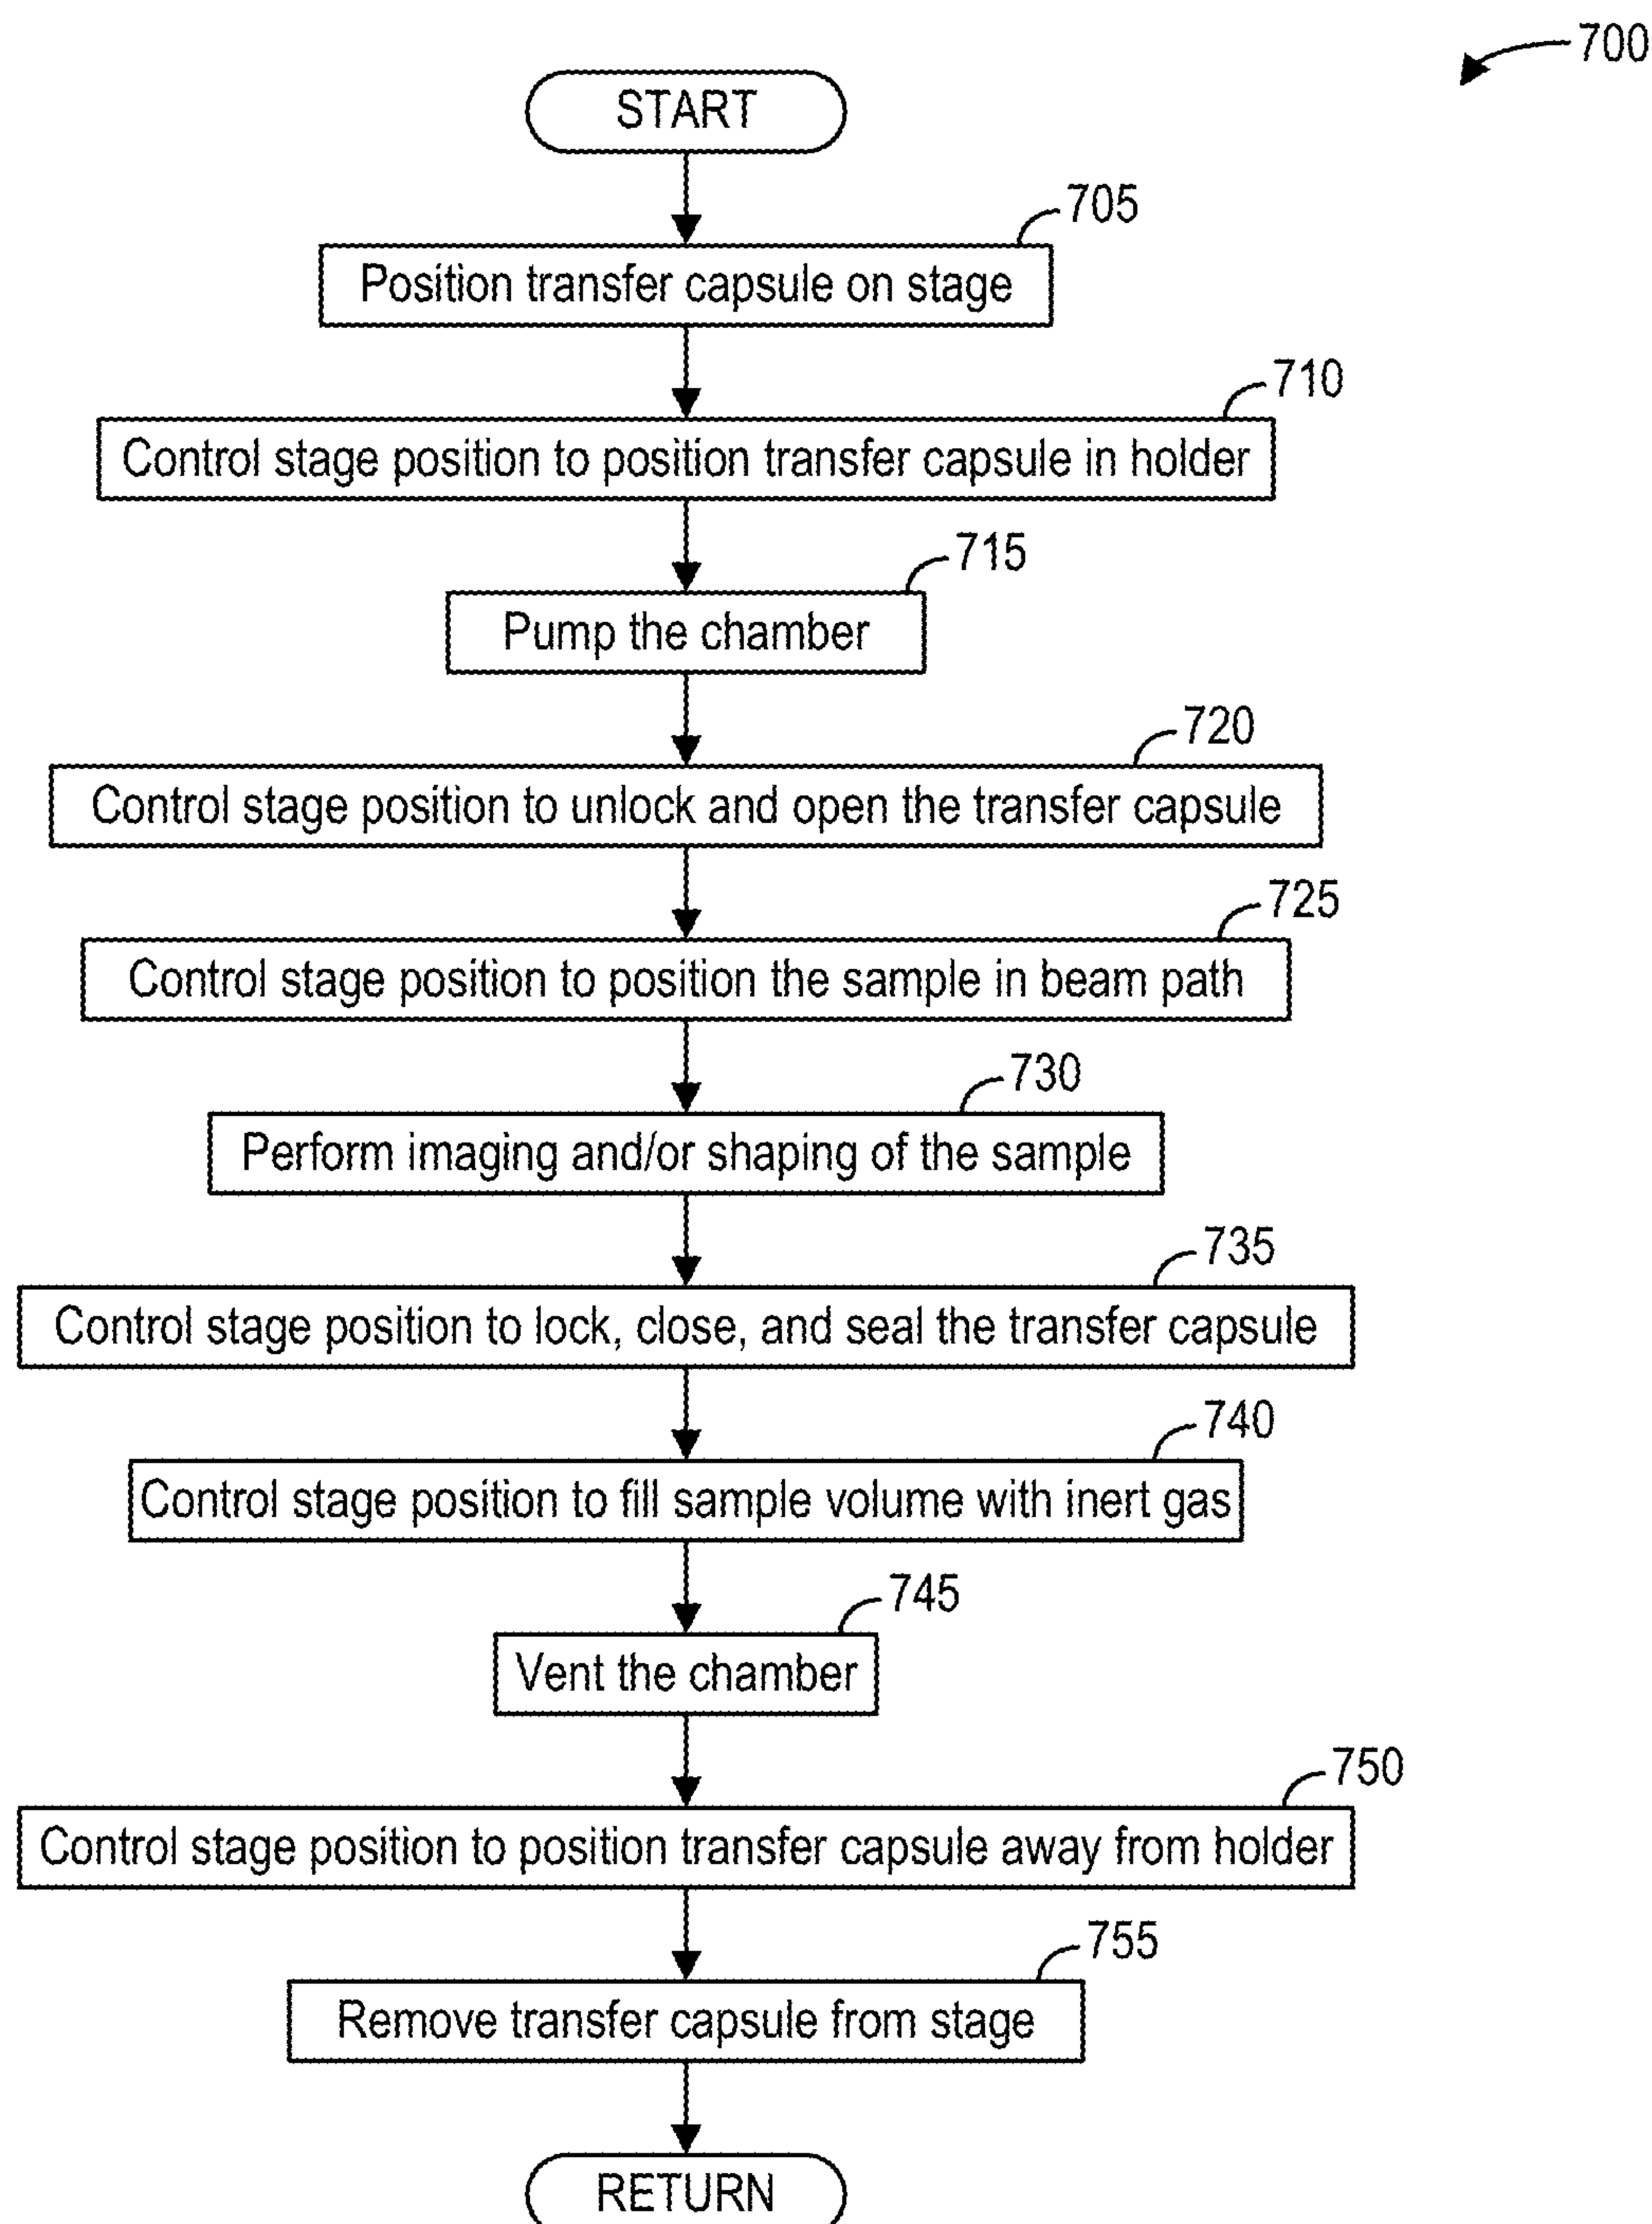 700
START
705
Position transfer capsule on stage
710
Control stage position to position transfer capsule in holder
715
Pump the chamber
720
Control stage position to unlock and open the transfer capsule
725
Control stage position to position the sample in beam path
730
Perform imaging and/or shaping of the sample
735
Control stage position to lock, close, and seal the transfer capsule
740
Control stage position to fill sample volume with inert gas
745
Vent the chamber
750
Control stage position to position transfer capsule away from holder
755
Remove transfer capsule from stage
RETURN